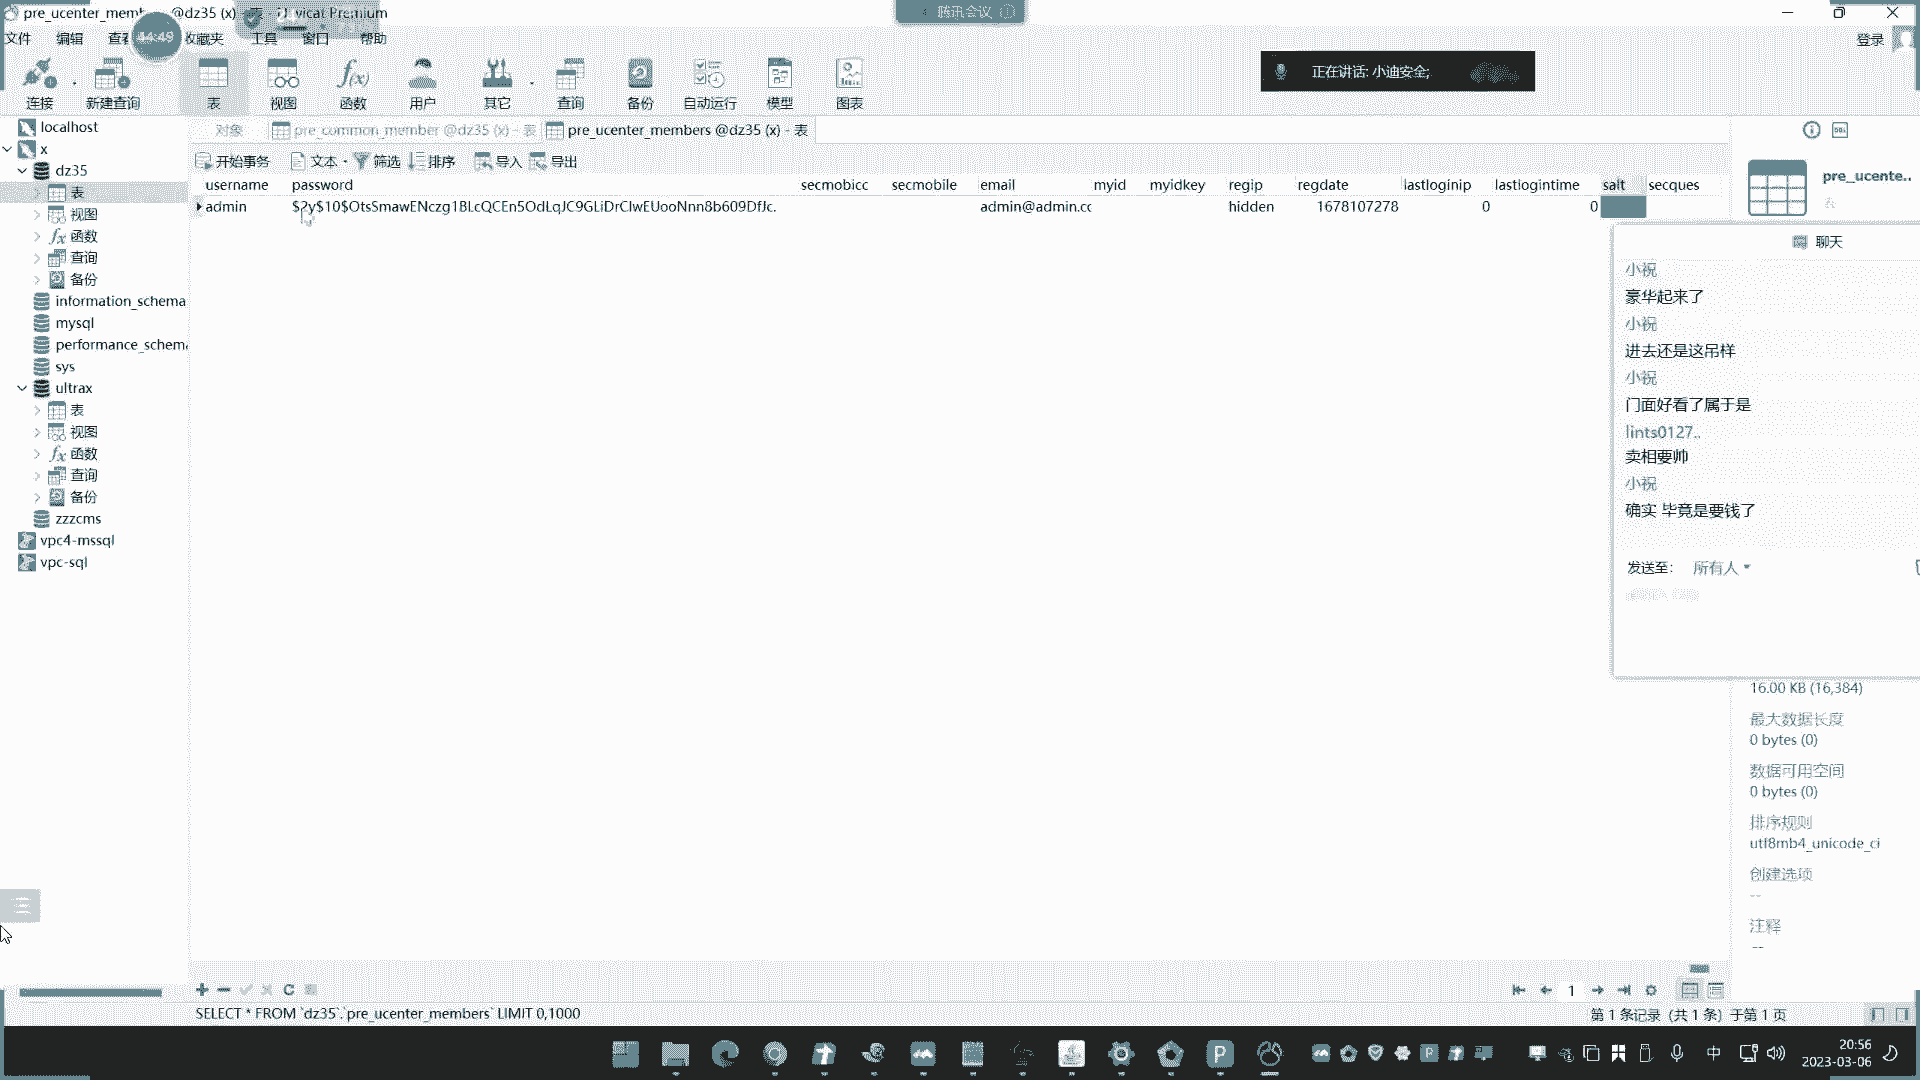 pre_ucenter_mem @dz35 (x) - 表 vicat Premium
腾讯会议
文件 编辑 查看 收藏夹 工具 窗口 帮助
44:49
登录
正在讲话: 小迪安全;
连接 新建查询 表 视图 函数 用户 其它 查询 备份 自动运行 模型 图表
对象 pre_common_member @dz35 (x) - 表 pre_ucenter_members @dz35 (x) - 表
开始事务 文本 筛选 排序 导入 导出
username password secmobicc secmobile email myid myidkey regip regdate lastloginip lastlogintime salt secques
admin $2y$10$OtsSmawENczg1BLcQCEn5OdLqJC9GLiDrClwEUooNnn8b609DfJc. admin@admin.cc hidden 1678107278 0 0
localhost
x
dz35
表
视图
函数
查询
备份
information_schema
mysql
performance_schema
sys
ultrax
表
视图
函数
查询
备份
zzzcms
vpc4-mssql
vpc-sql
pre_ucente..
表
聊天
小祝
豪华起来了
小祝
进去还是这吊样
小祝
门面好看了属于是
lints0127..
卖相要帅
小祝
确实 毕竟是要钱了
发送至: 所有人
16.00 KB (16,384)
最大数据长度
0 bytes (0)
数据可用空间
0 bytes (0)
排序规则
utf8mb4_unicode_ci
创建选项
--
注释
--
1
SELECT * FROM `dz35`.`pre_ucenter_members` LIMIT 0,1000
第 1 条记录 (共 1 条) 于第 1 页
中
20:56
2023-03-06